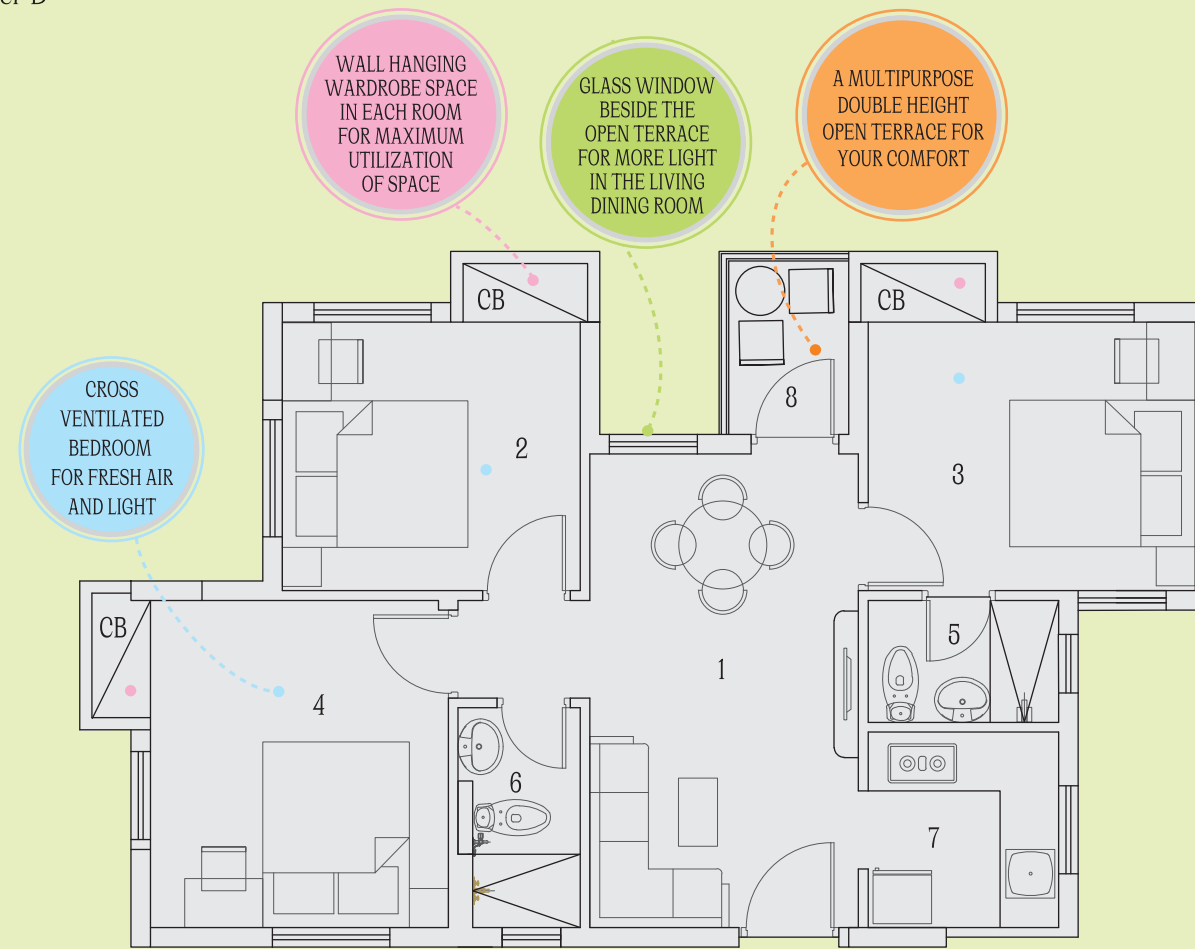 WALL HANGING
WARDROBE SPACE
IN EACH ROOM
FOR MAXIMUM
UTILIZATION
OF SPACE
GLASS WINDOW
BESIDE THE
OPEN TERRACE
FOR MORE LIGHT
IN THE LIVING
DINING ROOM
A MULTIPURPOSE
DOUBLE HEIGHT
OPEN TERRACE FOR
YOUR COMFORT
CROSS
VENTILATED
BEDROOM
FOR FRESH AIR
AND LIGHT
CB
CB
8
2
3
CB
5
1
4
6
7